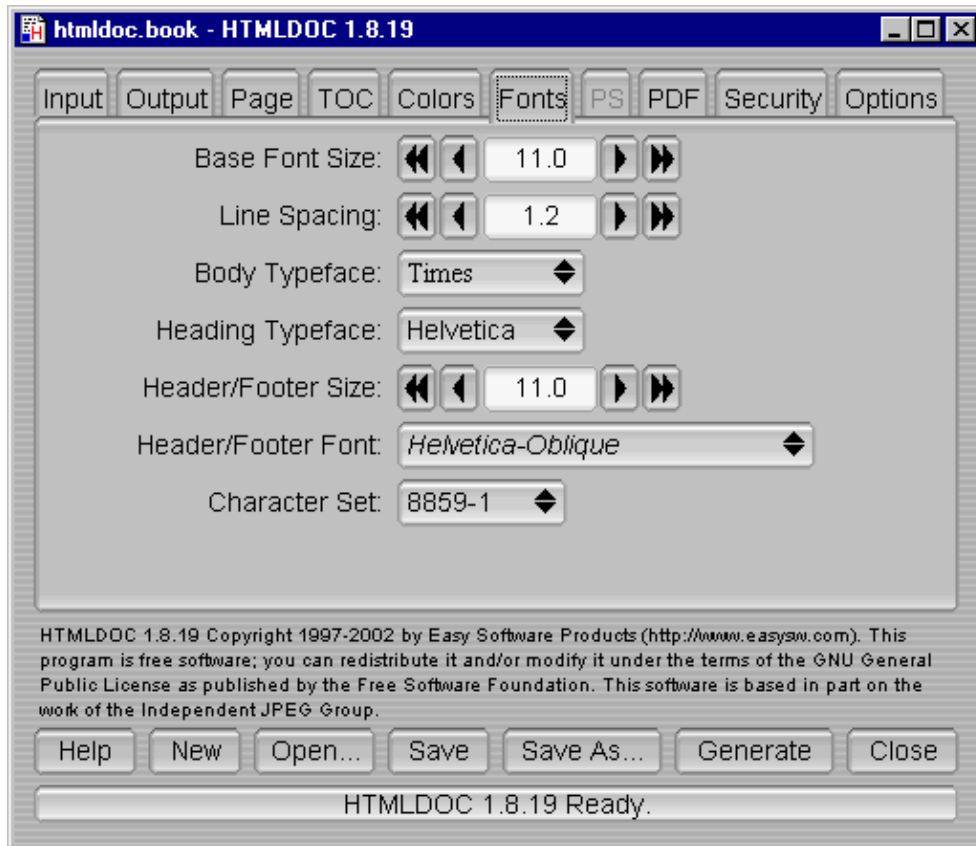 htmldoc.book - HTMLDOC 1.8.19
Input Output Page TOC Colors Fonts PS PDF Security Options
Base Font Size: 11.0
Line Spacing: 1.2
Body Typeface: Times
Heading Typeface: Helvetica
Header/Footer Size: 11.0
Header/Footer Font: Helvetica-Oblique
Character Set: 8859-1
HTMLDOC 1.8.19 Copyright 1997-2002 by Easy Software Products (http://www.easysw.com). This
program is free software; you can redistribute it and/or modify it under the terms of the GNU General
Public License as published by the Free Software Foundation. This software is based in part on the
work of the Independent JPEG Group.
Help New Open... Save Save As... Generate Close
HTMLDOC 1.8.19 Ready.